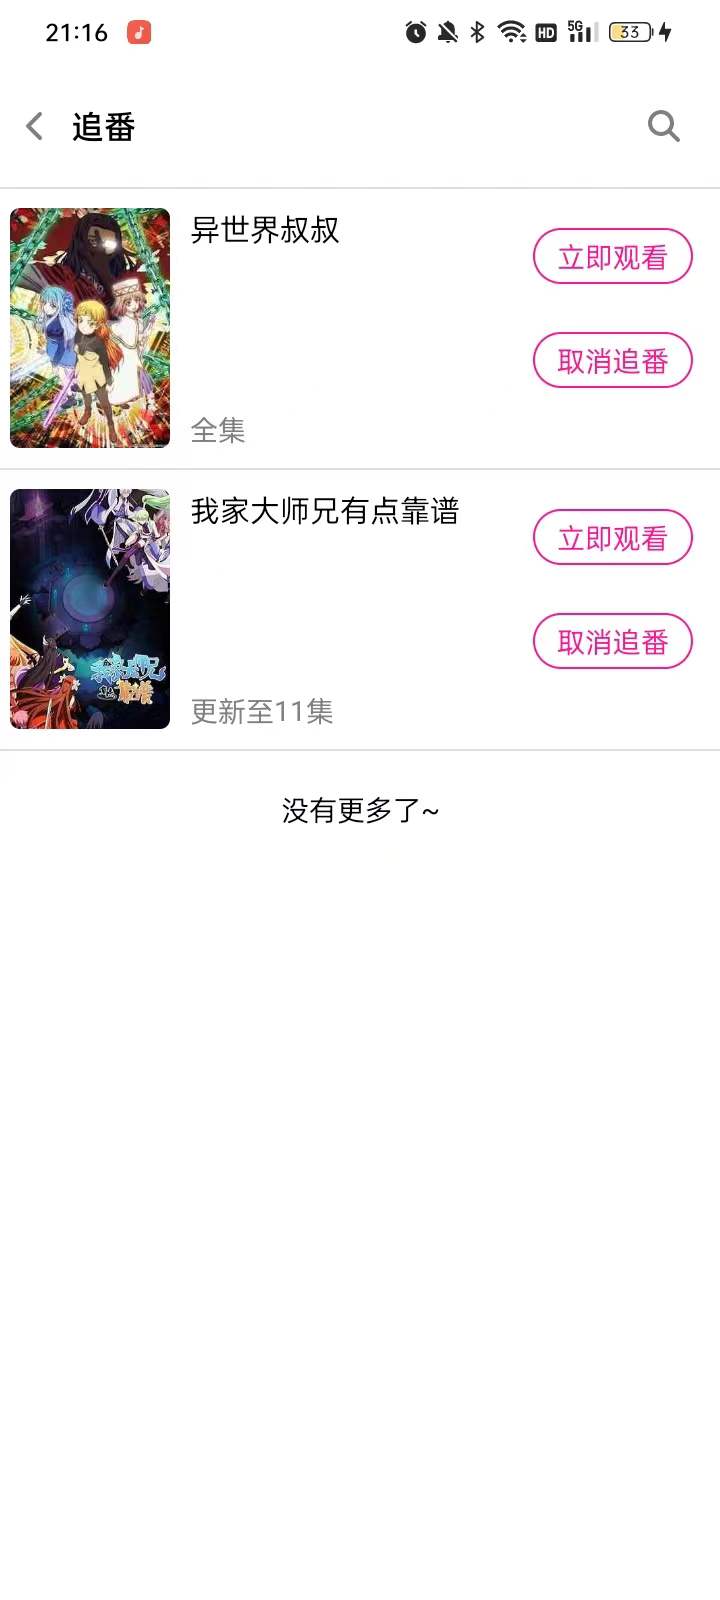 21:16
HD 5G 33
追番
异世界叔叔
立即观看
取消追番
全集
我家大师兄有点靠谱
立即观看
取消追番
更新至11集
没有更多了~